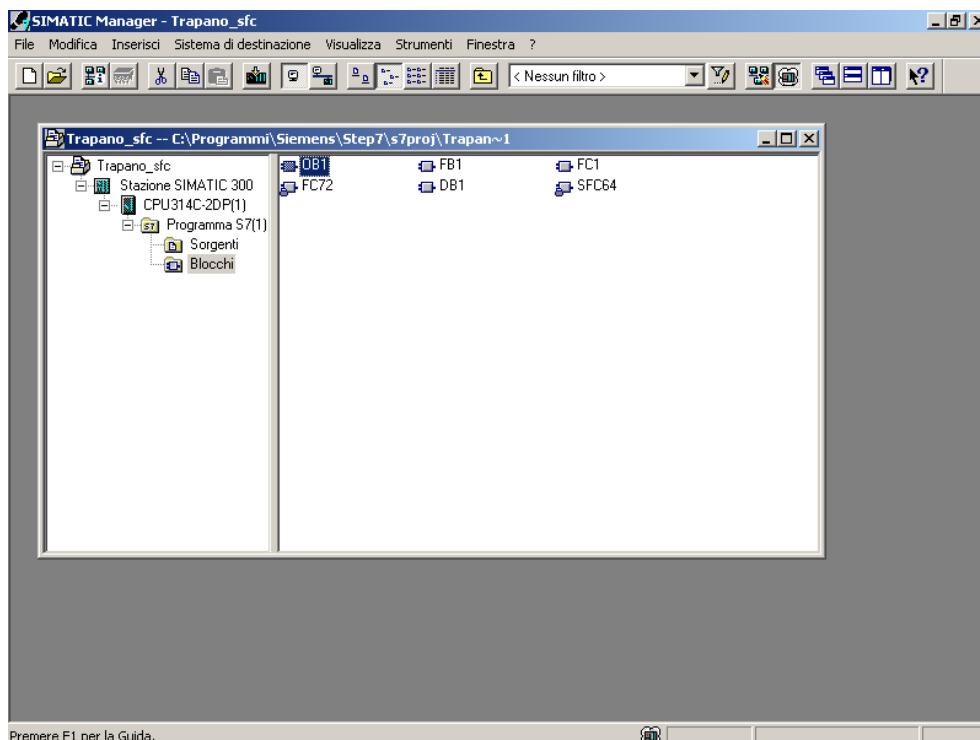 SIMATIC Manager - Trapano_sfc
File Modifica Inserisci Sistema di destinazione Visualizza Strumenti Finestra ?
< Nessun filtro >
Trapano_sfc -- C:\Programmi\Siemens\Step7\s7proj\Trapan~1
Trapano_sfc
Stazione SIMATIC 300
CPU314C-2DP(1)
Programma S7(1)
Sorgenti
Blocchi
OB1 FB1 FC1
FC72 DB1 SFC64
Premere F1 per la Guida.